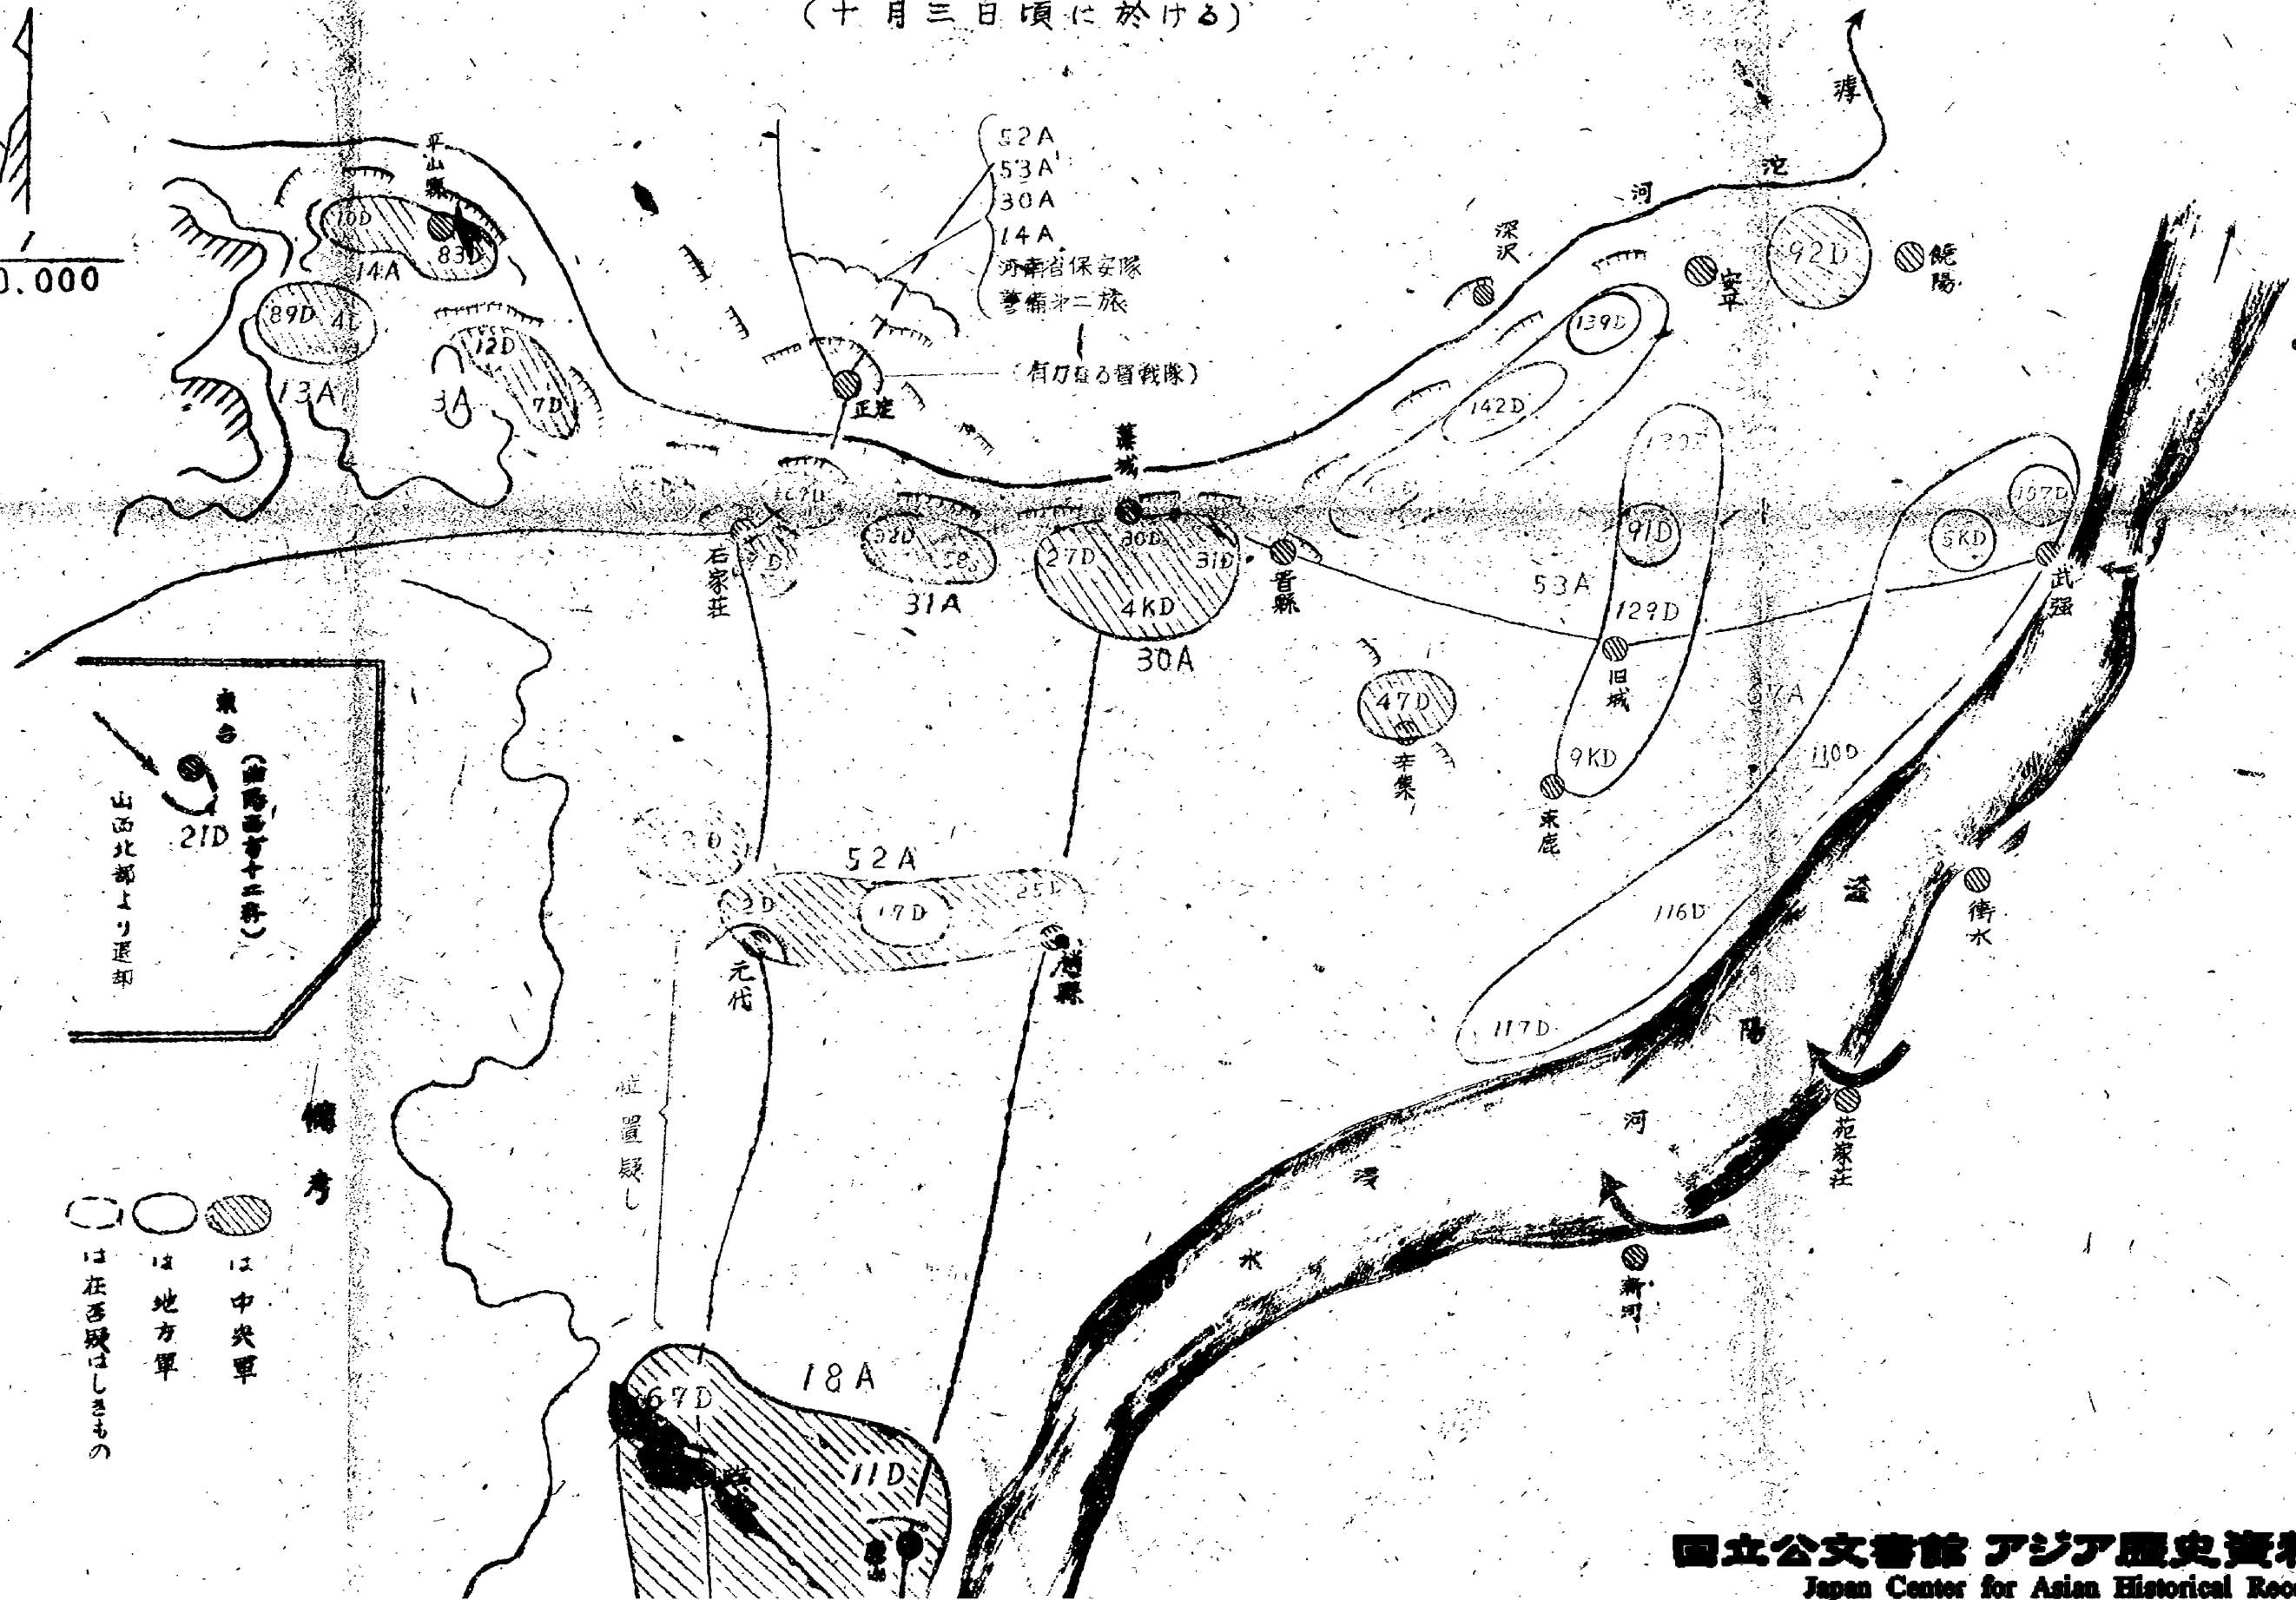 (十月三日頃に於ける)
0.000
滹
沱
河
平山縣
10D
83D
14A
89D 4D
13A
12D
7D
3A
52A
53A
30A
14A
河南省保安隊
警備第二旅
(有力なる督戦隊)
正定
深沢
安平
92D
饒陽
139D
142D
藁城
石家荘
31A
27D
30D
31D
4KD
30A
晋縣
91D
53A
129D
旧城
9KD
束鹿
47D
辛集
107D
5KD
武强
110D
116D
117D
衡水
滏
陽
河
苑家荘
新河
水
東台
21D
山西北部より退却
52A
2D
17D
25D
元代
趙縣
位置疑し
18A
67D
11D
備考
は中央軍
は地方軍
は在否疑はしきもの
国立公文書館 アジア歴史資料
Japan Center for Asian Historical Reco